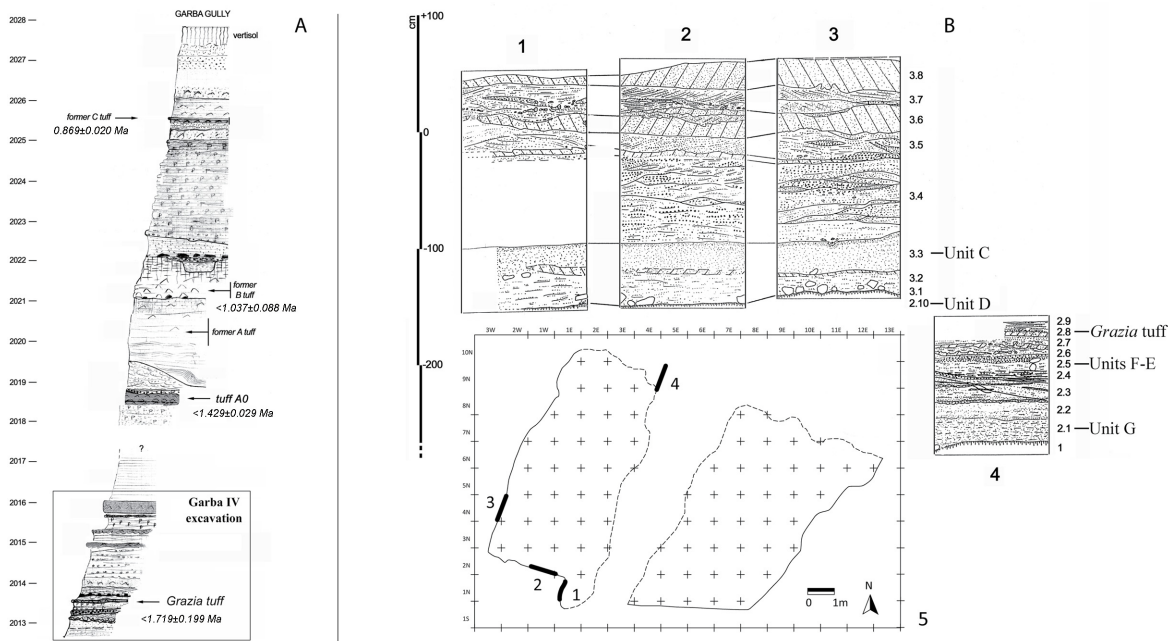 GARBA GULLY
A
2028
vertisol
2027
2026
former C tuff
0.869±0.020 Ma
2025
2024
2023
2022
former
B tuff
<1.037±0.088 Ma
2021
former A tuff
2020
2019
tuff A0
<1.429±0.029 Ma
2018
?
2017
Garba IV
excavation
2016
2015
2014
Grazia tuff
<1.719±0.199 Ma
2013
cm
+100
0
-100
-200
B
1
2
3
3.8
3.7
3.6
3.5
3.4
3.3
Unit C
3.2
3.1
2.10
Unit D
2.9
2.8
Grazia tuff
2.7
2.6
2.5
Units F-E
2.4
2.3
2.2
2.1
Unit G
1
4
3W 2W 1W 1E 2E 3E 4E 5E 6E 7E 8E 9E 10E 11E 12E 13E
10N
9N
8N
7N
6N
5N
4N
3N
2N
1N
1S
4
3
2
1
0 1m
N
5